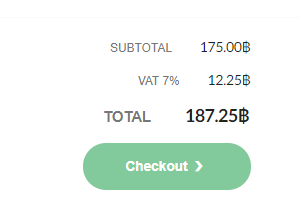 SUBTOTAL 175.00฿
VAT 7% 12.25฿
TOTAL 187.25฿
Checkout ❯